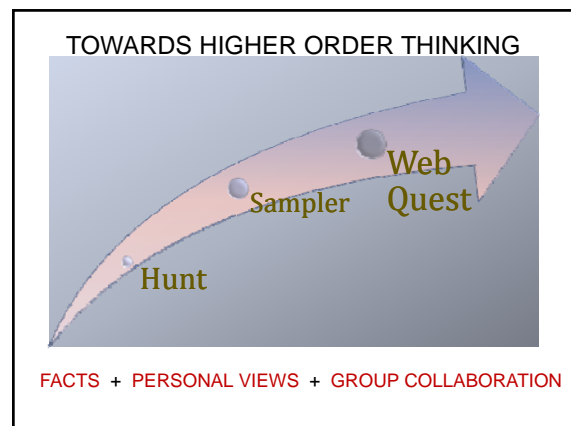 TOWARDS HIGHER ORDER THINKING
Web
Quest
Sampler
Hunt
FACTS + PERSONAL VIEWS + GROUP COLLABORATION